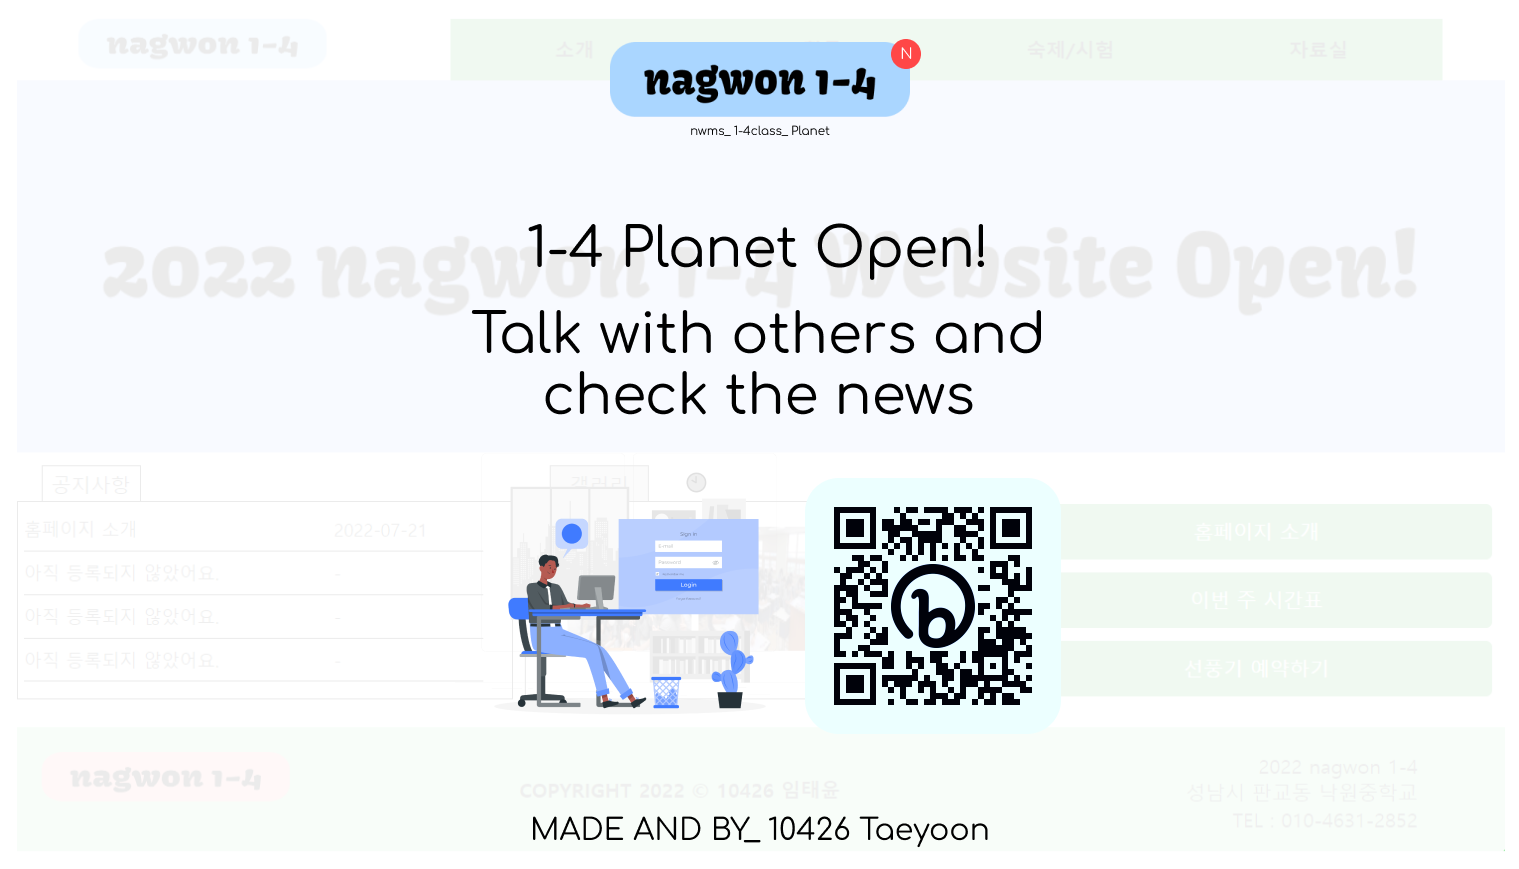 nagwon 1-4
소개
숙제/시험
자료실
nagwon 1-4
N
nwms_ 1-4class_ Planet
2022 nagwon 1-4 Website Open!
1-4 Planet Open!
Talk with others and
check the news
공지사항
갤러리
홈페이지 소개 2022-07-21
아직 등록되지 않았어요. -
아직 등록되지 않았어요. -
아직 등록되지 않았어요. -
Sign In
E-mail
Password
Login
홈페이지 소개
이번 주 시간표
선풍기 예약하기
nagwon 1-4
COPYRIGHT 2022 © 10426 임태윤
2022 nagwon 1-4
성남시 판교동 낙원중학교
TEL : 010-4631-2852
MADE AND BY_ 10426 Taeyoon